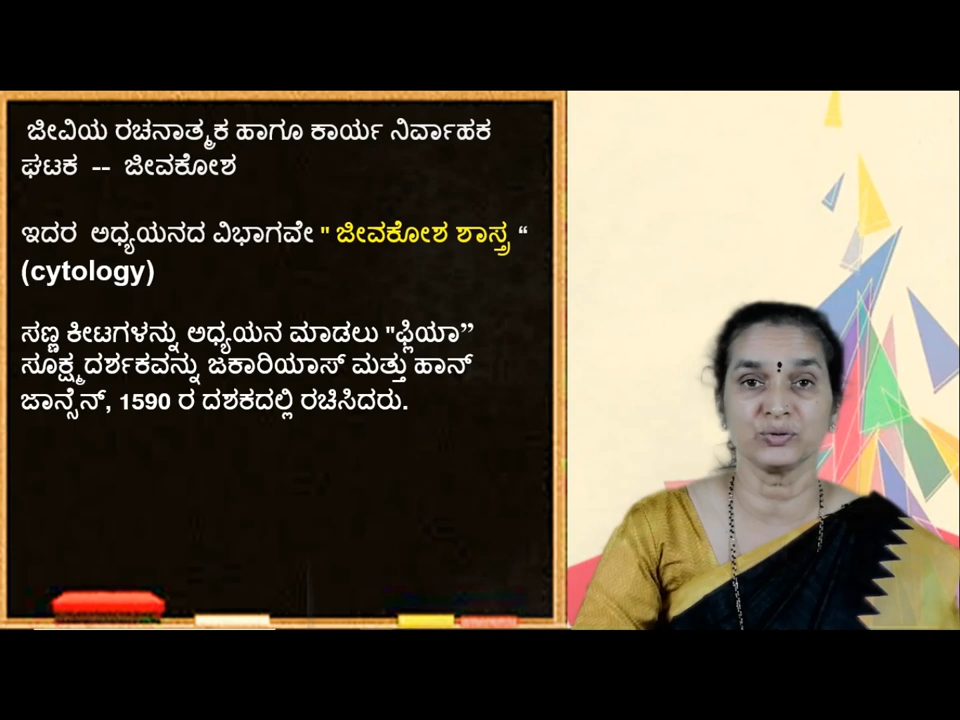 ಜೀವಿಯ ರಚನಾತ್ಮಕ ಹಾಗೂ ಕಾರ್ಯ ನಿರ್ವಾಹಕ
ಘಟಕ -- ಜೀವಕೋಶ
ಇದರ ಅಧ್ಯಯನದ ವಿಭಾಗವೇ " ಜೀವಕೋಶ ಶಾಸ್ತ್ರ “
(cytology)
ಸಣ್ಣ ಕೀಟಗಳನ್ನು ಅಧ್ಯಯನ ಮಾಡಲು "ಫ್ಲಿಯಾ”
ಸೂಕ್ಷ್ಮದರ್ಶಕವನ್ನು ಜಕಾರಿಯಾಸ್ ಮತ್ತು ಹಾನ್
ಜಾನ್ಸೆನ್, 1590 ರ ದಶಕದಲ್ಲಿ ರಚಿಸಿದರು.